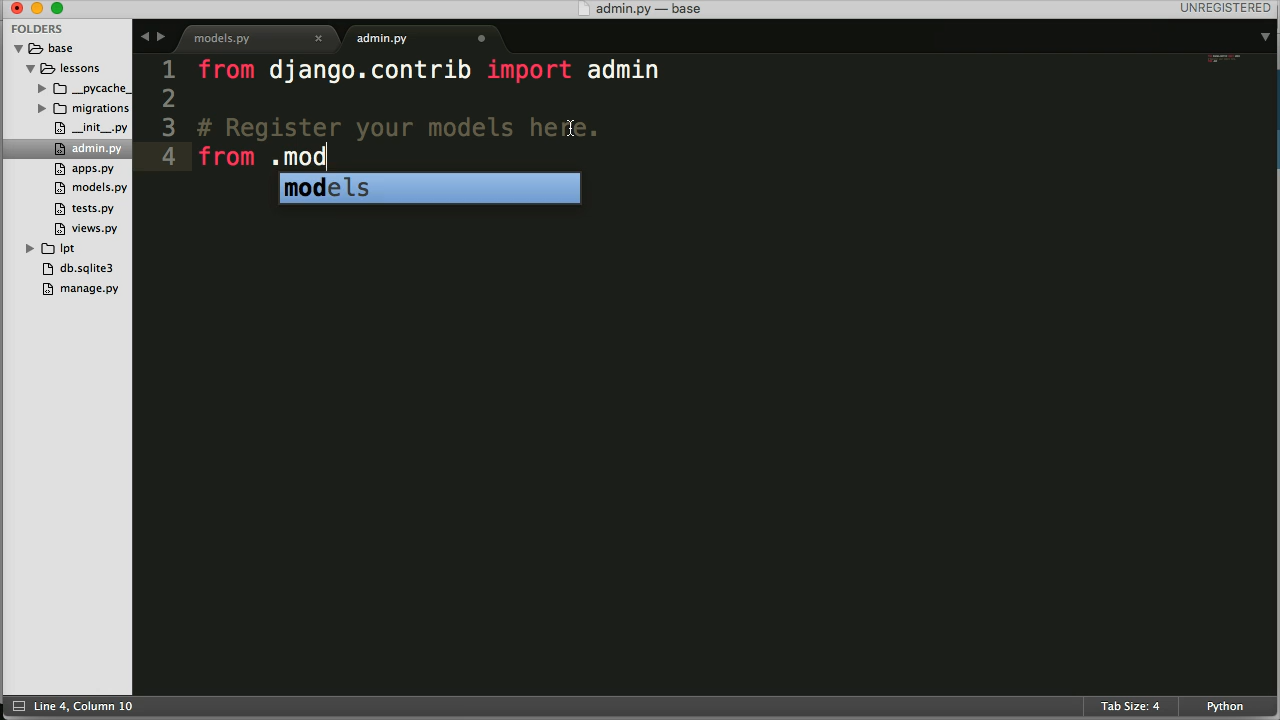 admin.py — base
UNREGISTERED
FOLDERS
base
lessons
__pycache_
migrations
__init__.py
admin.py
apps.py
models.py
tests.py
views.py
lpt
db.sqlite3
manage.py
models.py ×
admin.py
1 from django.contrib import admin
2
3 # Register your models here.
4 from .mod
models
Line 4, Column 10
Tab Size: 4
Python